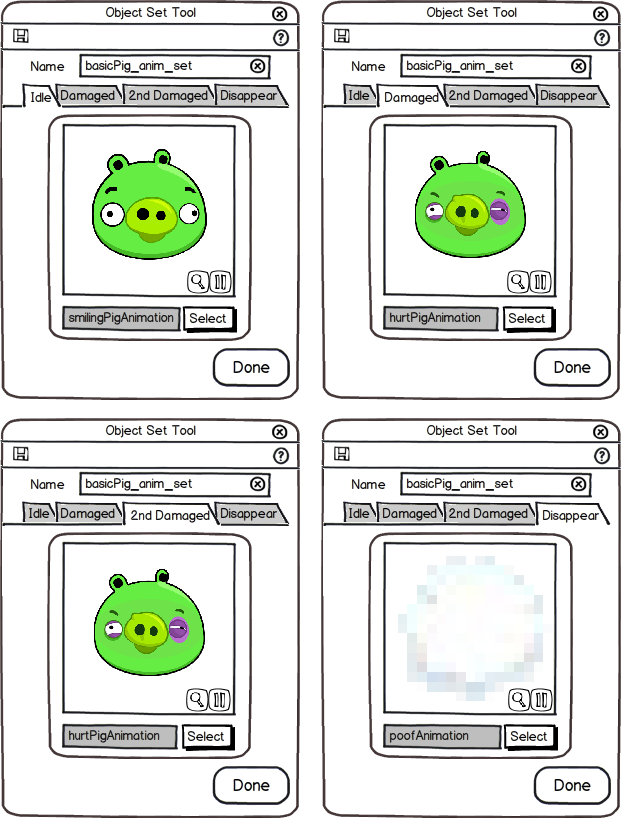 Object Set Tool
Name basicPig_anim_set
Idle Damaged 2nd Damaged Disappear
smilingPigAnimation Select
Done
Object Set Tool
Name basicPig_anim_set
Idle Damaged 2nd Damaged Disappear
hurtPigAnimation Select
Done
Object Set Tool
Name basicPig_anim_set
Idle Damaged 2nd Damaged Disappear
hurtPigAnimation Select
Done
Object Set Tool
Name basicPig_anim_set
Idle Damaged 2nd Damaged Disappear
poofAnimation Select
Done